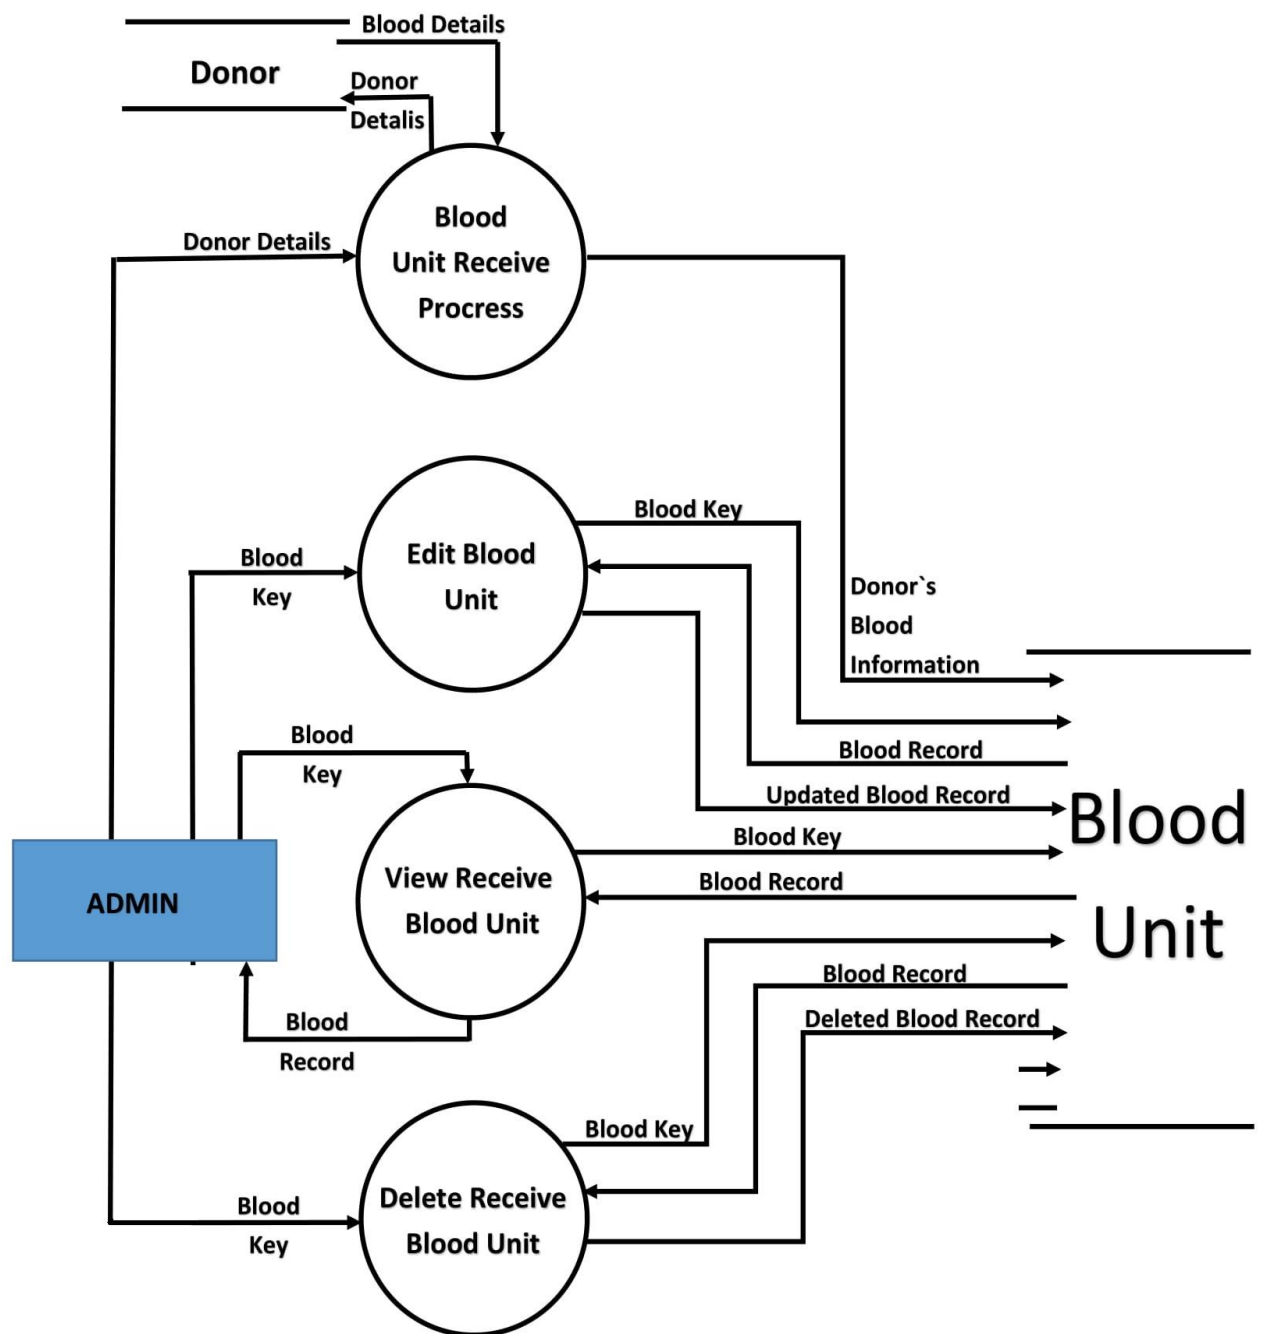 Blood Details
Donor
Donor
Detalis
Blood
Unit Receive
Procress
Donor Details
Blood Key
Edit Blood
Unit
Blood
Key
Donor`s
Blood
Information
Blood
Key
Blood Record
Updated Blood Record
Blood Key
Blood
Unit
View Receive
Blood Unit
Blood Record
ADMIN
Blood Record
Deleted Blood Record
Blood
Record
Blood Key
Delete Receive
Blood Unit
Blood
Key